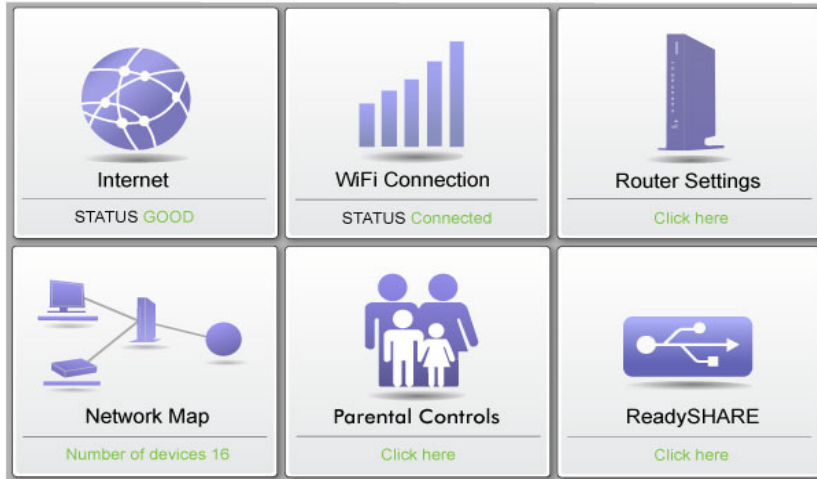 Internet
STATUS GOOD
WiFi Connection
STATUS Connected
Router Settings
Click here
Network Map
Number of devices 16
Parental Controls
Click here
ReadySHARE
Click here